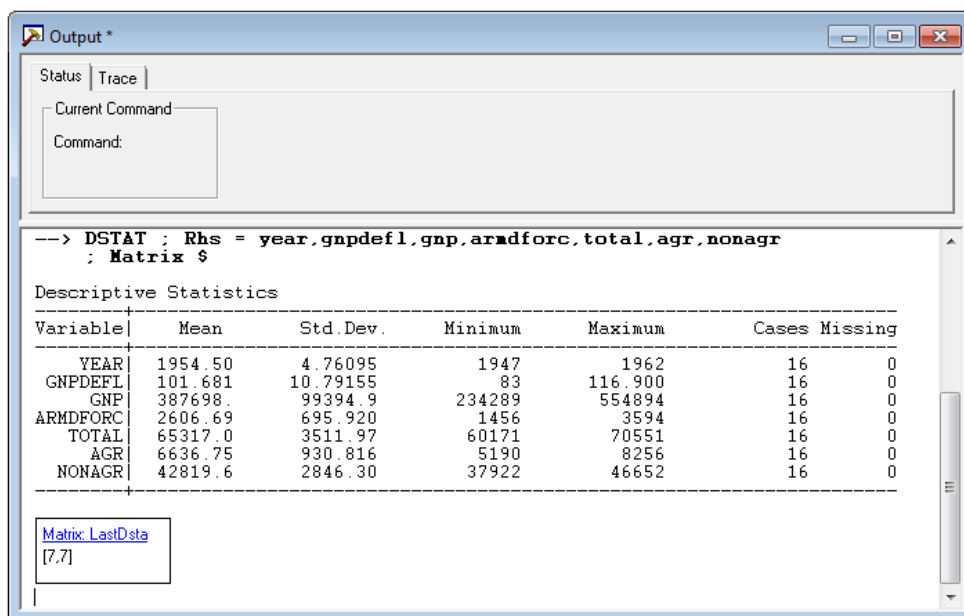 Output *
Status Trace
Current Command
Command:
--> DSTAT ; Rhs = year,gnpdefl,gnp,armdforc,total,agr,nonagr
; Matrix $
Descriptive Statistics
Variable| Mean Std.Dev. Minimum Maximum Cases Missing
YEAR| 1954.50 4.76095 1947 1962 16 0
GNPDEFL| 101.681 10.79155 83 116.900 16 0
GNP| 387698. 99394.9 234289 554894 16 0
ARMDFORC| 2606.69 695.920 1456 3594 16 0
TOTAL| 65317.0 3511.97 60171 70551 16 0
AGR| 6636.75 930.816 5190 8256 16 0
NONAGR| 42819.6 2846.30 37922 46652 16 0
Matrix: LastDsta
[7,7]